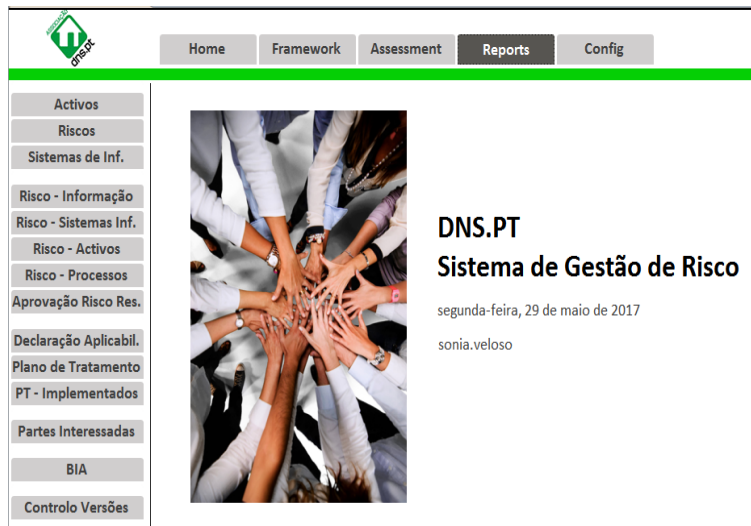 ASSOCIAÇÃO
dns.pt
Home
Framework
Assessment
Reports
Config
Activos
Riscos
Sistemas de Inf.
Risco - Informação
Risco - Sistemas Inf.
Risco - Activos
Risco - Processos
Aprovação Risco Res.
Declaração Aplicabil.
Plano de Tratamento
PT - Implementados
Partes Interessadas
BIA
Controlo Versões
DNS.PT
Sistema de Gestão de Risco
segunda-feira, 29 de maio de 2017
sonia.veloso